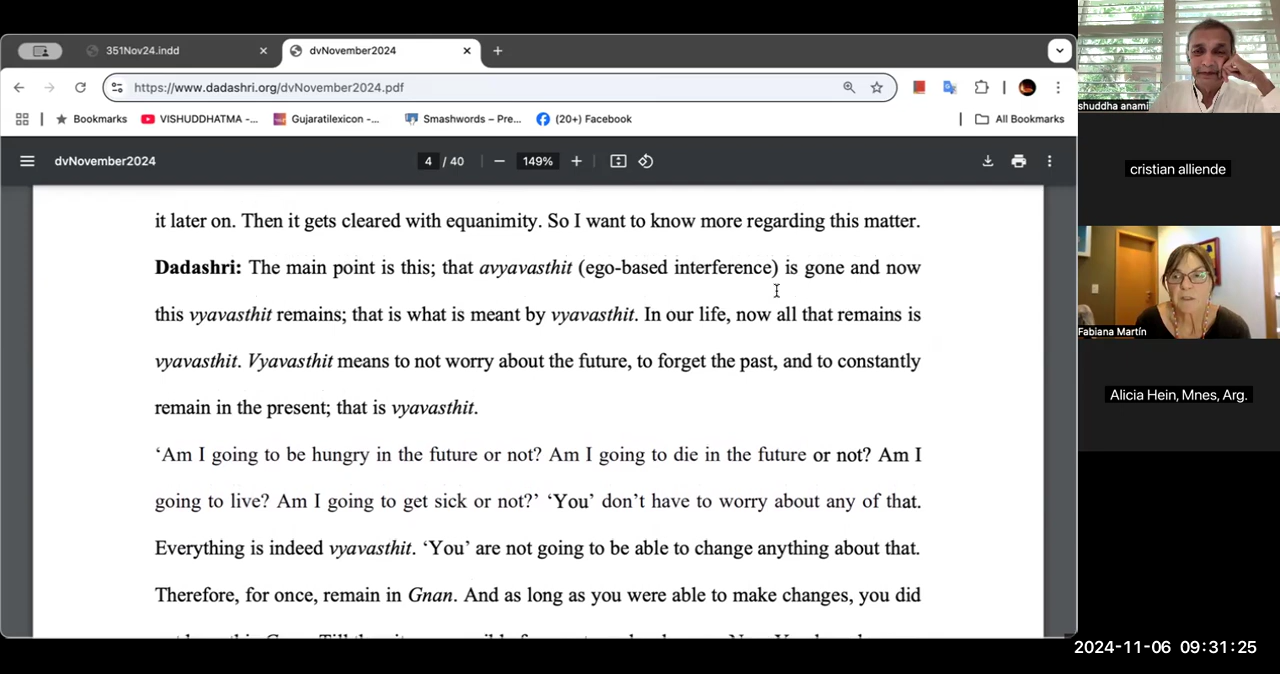 351Nov24.indd
dvNovember2024
https://www.dadashri.org/dvNovember2024.pdf
Bookmarks
VISHUDDHATMA -...
Gujaratilexicon -...
Smashwords – Pre...
(20+) Facebook
All Bookmarks
dvNovember2024
4 / 40
149%
it later on. Then it gets cleared with equanimity. So I want to know more regarding this matter.
Dadashri: The main point is this; that avyavasthit (ego-based interference) is gone and now
this vyavasthit remains; that is what is meant by vyavasthit. In our life, now all that remains is
vyavasthit. Vyavasthit means to not worry about the future, to forget the past, and to constantly
remain in the present; that is vyavasthit.
‘Am I going to be hungry in the future or not? Am I going to die in the future or not? Am I
going to live? Am I going to get sick or not?’ ‘You’ don’t have to worry about any of that.
Everything is indeed vyavasthit. ‘You’ are not going to be able to change anything about that.
Therefore, for once, remain in Gnan. And as long as you were able to make changes, you did
shuddha anami
cristian alliende
Fabiana Martín
Alicia Hein, Mnes, Arg.
2024-11-06 09:31:25